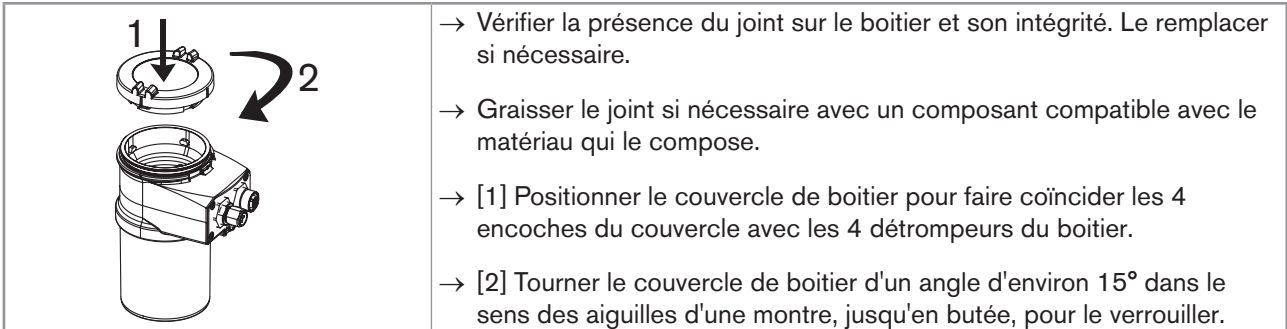 1
2
→ Vérifier la présence du joint sur le boitier et son intégrité. Le remplacer
si nécessaire.
→ Graisser le joint si nécessaire avec un composant compatible avec le
matériau qui le compose.
→ [1] Positionner le couvercle de boitier pour faire coïncider les 4
encoches du couvercle avec les 4 détrompeurs du boitier.
→ [2] Tourner le couvercle de boitier d'un angle d'environ 15° dans le
sens des aiguilles d'une montre, jusqu'en butée, pour le verrouiller.